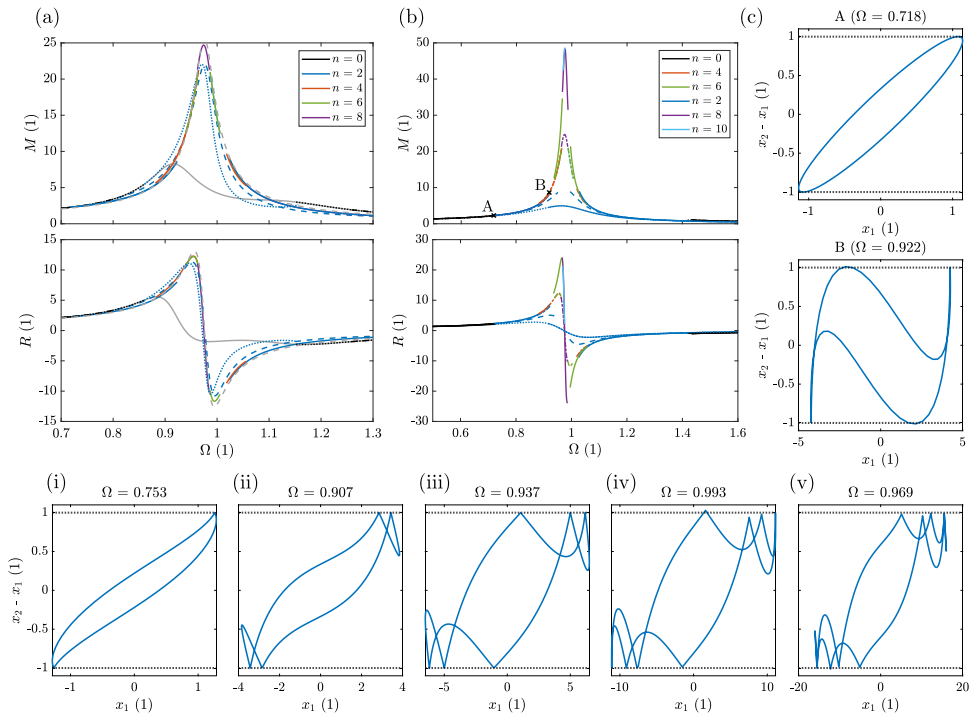 (a)
25
20
15
10
5
0
M (1)
n = 0
n = 2
n = 4
n = 6
n = 8
15
10
5
0
-5
-10
-15
R (1)
0.7 0.8 0.9 1 1.1 1.2 1.3
Ω (1)
(b)
50
40
30
20
10
0
M (1)
A
B
n = 0
n = 4
n = 6
n = 2
n = 8
n = 10
30
20
10
0
-10
-20
-30
R (1)
0.6 0.8 1 1.2 1.4 1.6
Ω (1)
(c)
A (Ω = 0.718)
1
0.5
0
-0.5
-1
x₂ - x₁ (1)
-1 0 1
x₁ (1)
B (Ω = 0.922)
1
0.5
0
-0.5
-1
x₂ - x₁ (1)
-5 0 5
x₁ (1)
(i)
Ω = 0.753
1
0.5
0
-0.5
-1
x₂ - x₁ (1)
-1 0 1
x₁ (1)
(ii)
Ω = 0.907
-4 -2 0 2 4
x₁ (1)
(iii)
Ω = 0.937
-5 0 5
x₁ (1)
(iv)
Ω = 0.993
-10 0 10
x₁ (1)
(v)
Ω = 0.969
-20 -10 0 10 20
x₁ (1)